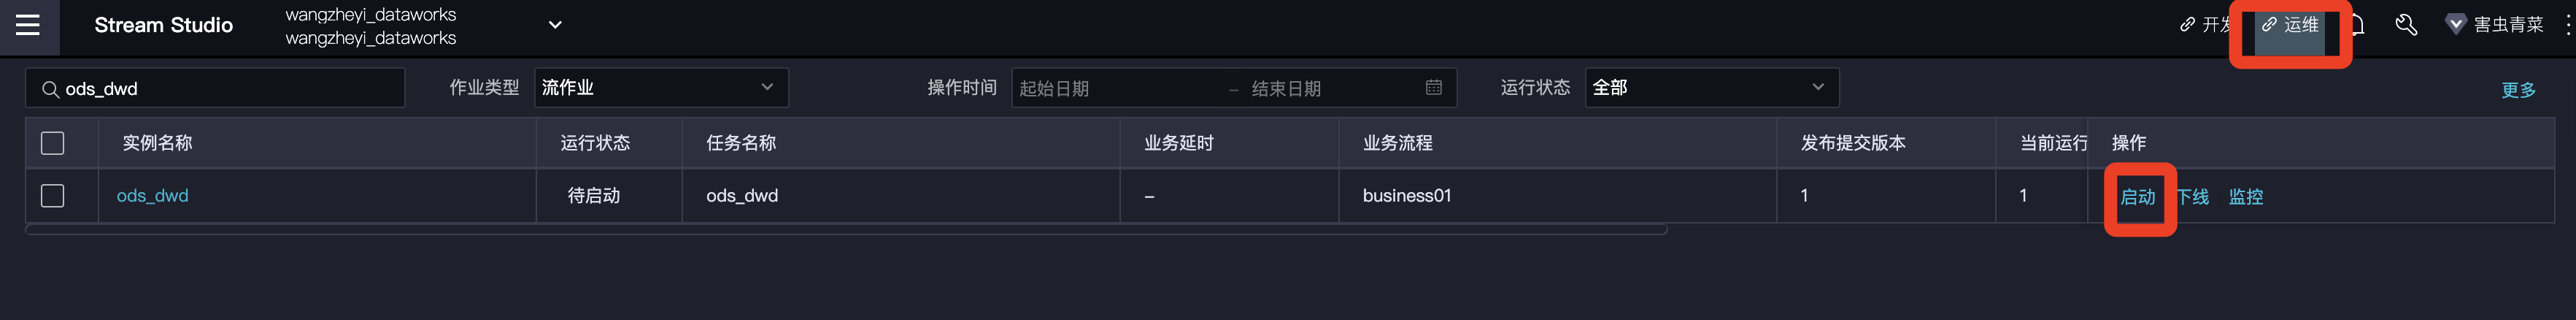 Stream Studio
wangzheyi_dataworks
wangzheyi_dataworks
开发
运维
害虫青菜
ods_dwd
作业类型 流作业
操作时间 起始日期 – 结束日期
运行状态 全部
更多
实例名称 运行状态 任务名称 业务延时 业务流程 发布提交版本 当前运行 操作
ods_dwd 待启动 ods_dwd – business01 1 1 启动 下线 监控